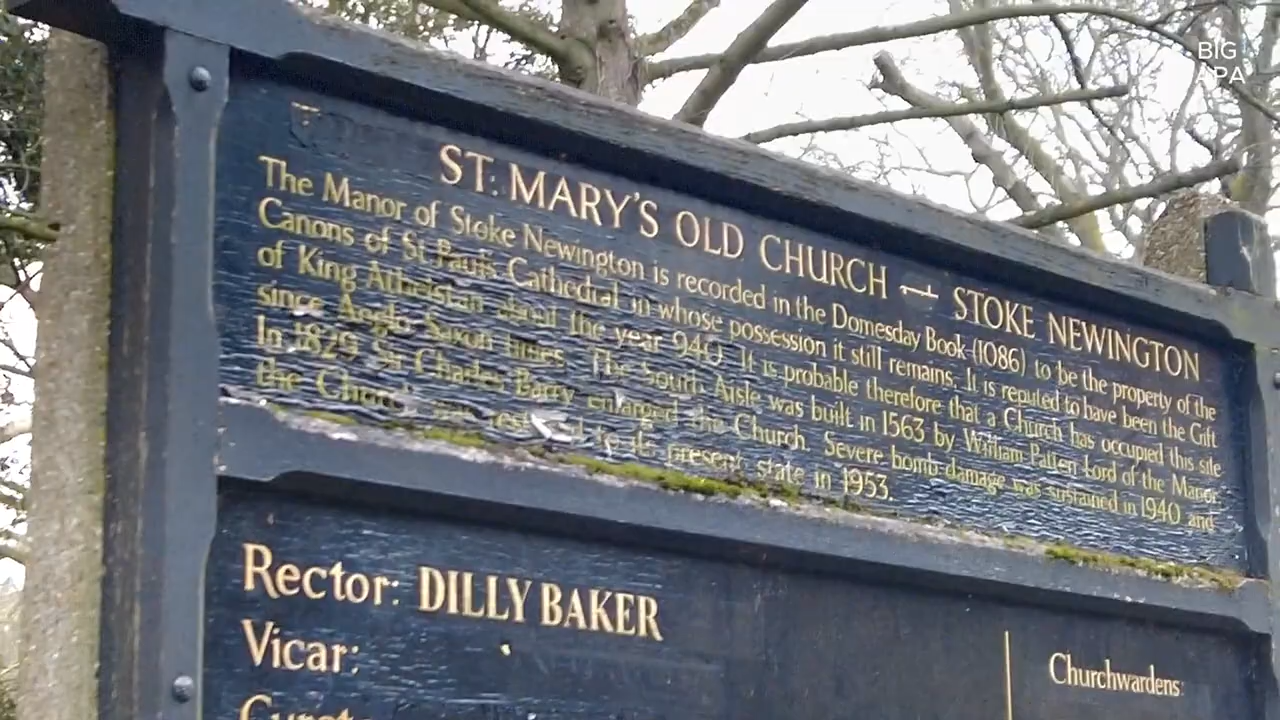 BIG
APA
ST. MARY'S OLD CHURCH – STOKE NEWINGTON
The Manor of Stoke Newington is recorded in the Domesday Book (1086) to be the property of the
Canons of St. Pauls Cathedral in whose possession it still remains. It is reputed to have been the Gift
of King Athelstan about the year 940. It is probable therefore that a Church has occupied this site
since Anglo Saxon times. The South Aisle was built in 1563 by William Patten Lord of the Manor.
In 1829 Sir Charles Barry enlarged the Church. Severe bomb damage was sustained in 1940 and
the Church was restored to its present state in 1953.
Rector: DILLY BAKER
Vicar:
Churchwardens: